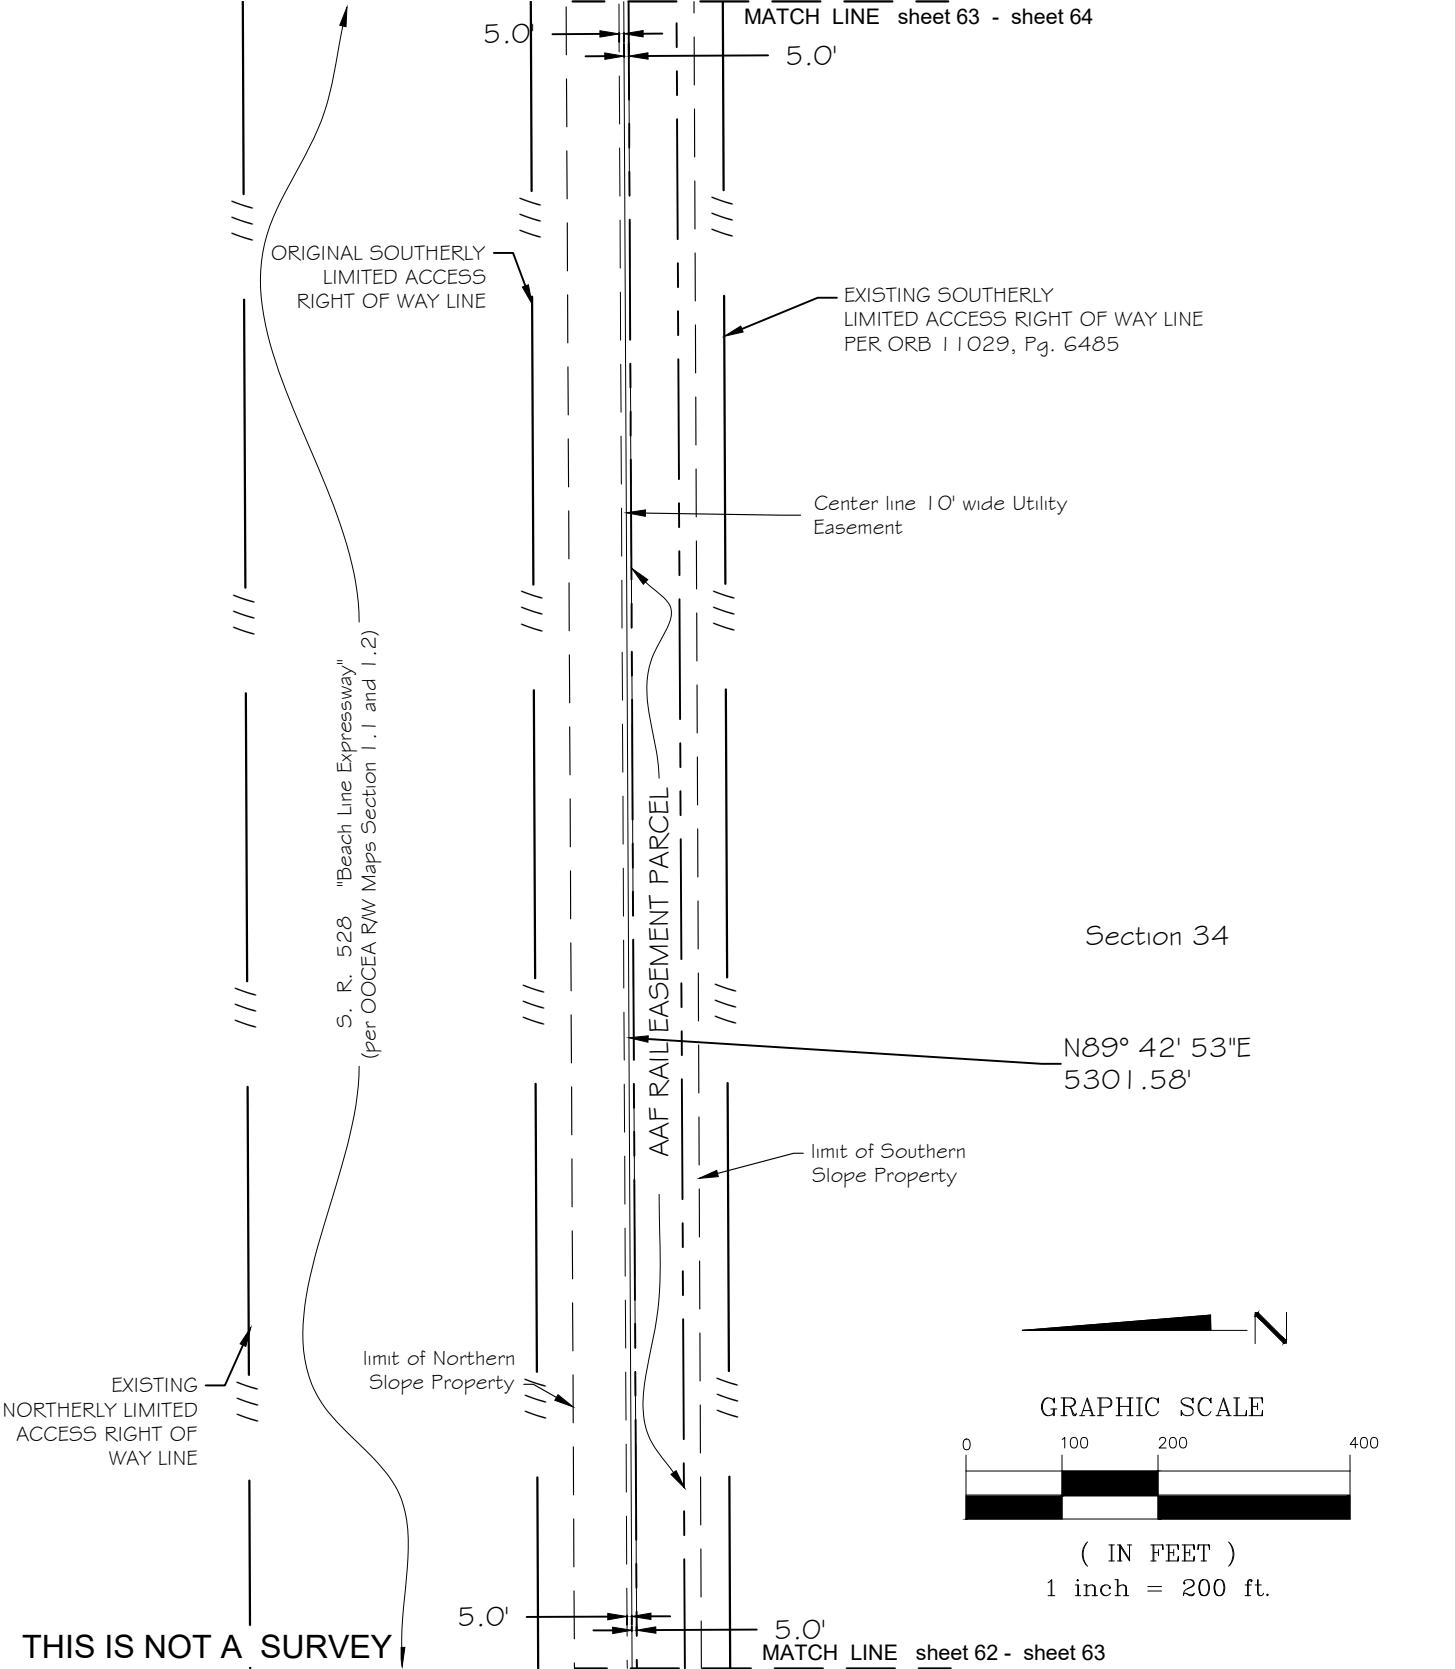 MATCH LINE sheet 63 - sheet 64
5.0'
5.0'
ORIGINAL SOUTHERLY
LIMITED ACCESS
RIGHT OF WAY LINE
EXISTING SOUTHERLY
LIMITED ACCESS RIGHT OF WAY LINE
PER ORB 11029, Pg. 6485
Center line 10' wide Utility
Easement
S. R. 528 "Beach Line Expressway"
(per OOCEA R/W Maps Section 1.1 and 1.2)
AAF RAIL EASEMENT PARCEL
Section 34
N89° 42' 53"E
5301.58'
limit of Southern
Slope Property
limit of Northern
Slope Property
EXISTING
NORTHERLY LIMITED
ACCESS RIGHT OF
WAY LINE
N
GRAPHIC SCALE
0 100 200 400
( IN FEET )
1 inch = 200 ft.
5.0'
5.0'
THIS IS NOT A SURVEY
MATCH LINE sheet 62 - sheet 63